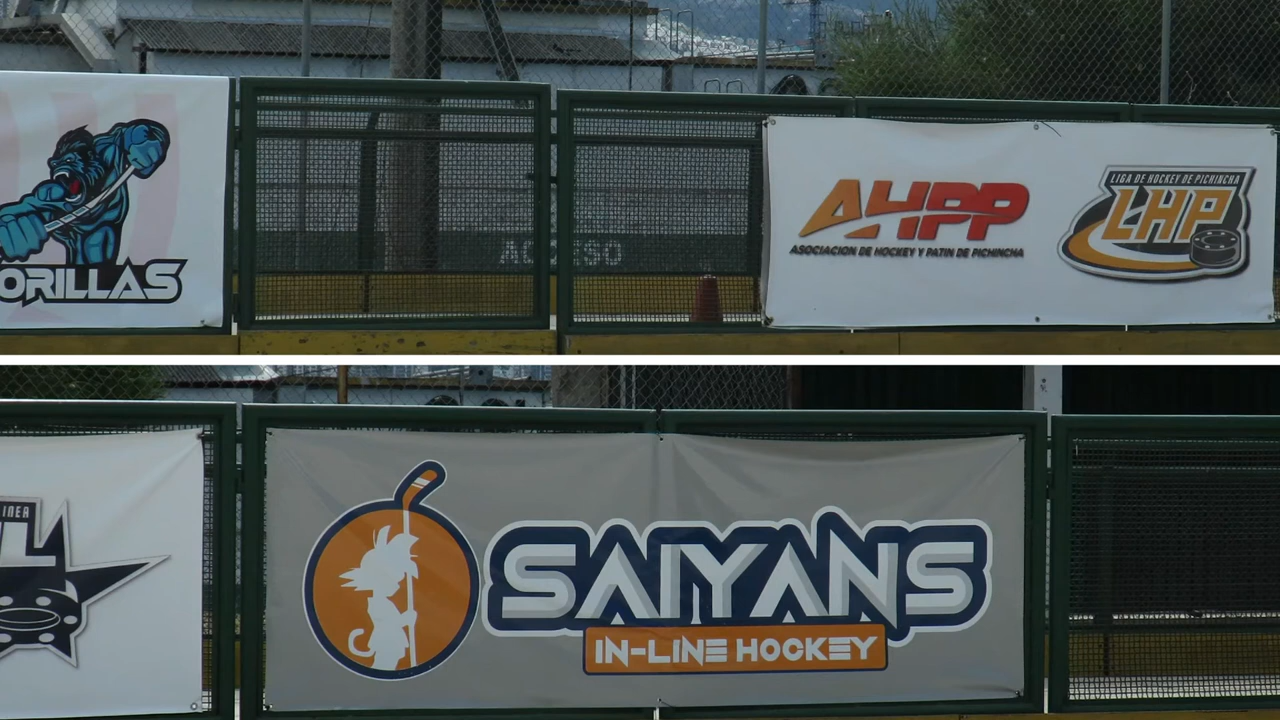 ORILLAS
ACCESO
AHPP
ASOCIACION DE HOCKEY Y PATIN DE PICHINCHA
LIGA DE HOCKEY DE PICHINCHA
LHP
INEA
SAIYANS
IN-LINE HOCKEY